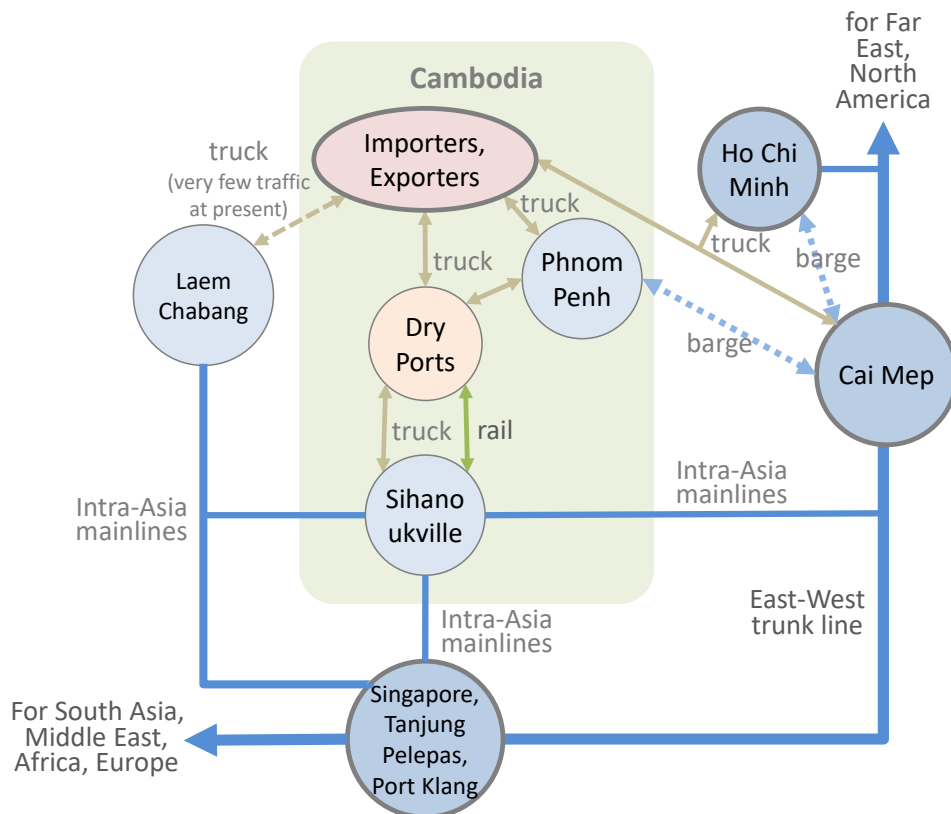 for Far
East,
North
America
Cambodia
Importers,
Exporters
Ho Chi
Minh
truck
(very few traffic
at present)
truck
truck
barge
Laem
Chabang
truck
Phnom
Penh
Dry
Ports
barge
Cai Mep
truck
rail
Sihano
ukville
Intra-Asia
mainlines
Intra-Asia
mainlines
Intra-Asia
mainlines
East-West
trunk line
For South Asia,
Middle East,
Africa, Europe
Singapore,
Tanjung
Pelepas,
Port Klang